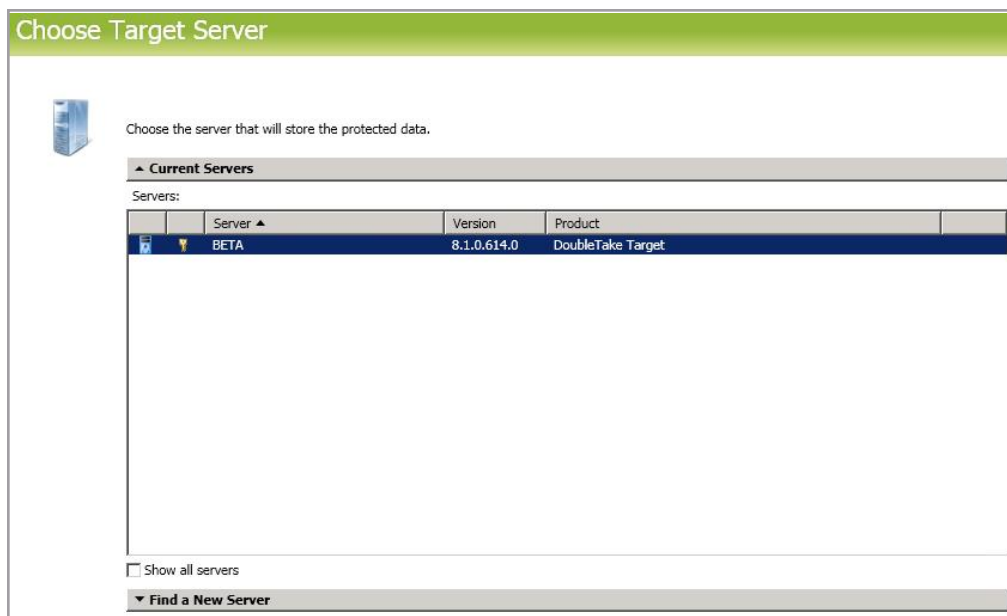 Choose Target Server
Choose the server that will store the protected data.
Current Servers
Servers:
Server Version Product
BETA 8.1.0.614.0 DoubleTake Target
Show all servers
Find a New Server